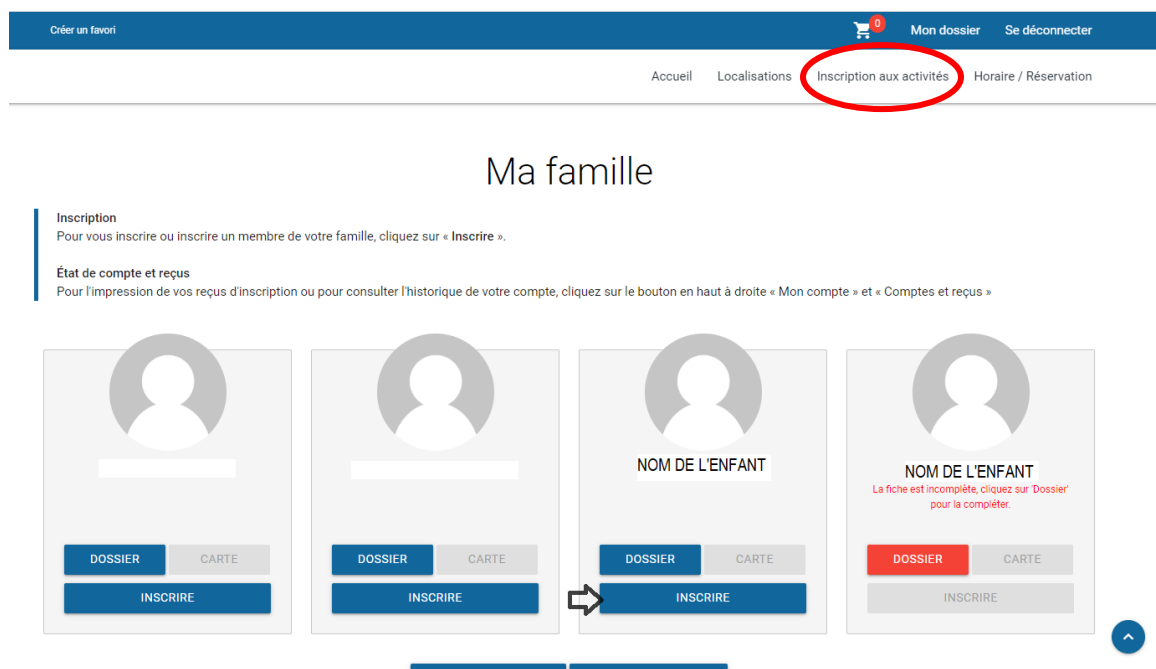 Créer un favori
0 Mon dossier Se déconnecter
Accueil Localisations Inscription aux activités Horaire / Réservation
Ma famille
Inscription
Pour vous inscrire ou inscrire un membre de votre famille, cliquez sur « Inscrire ».
État de compte et reçus
Pour l'impression de vos reçus d'inscription ou pour consulter l'historique de votre compte, cliquez sur le bouton en haut à droite « Mon compte » et « Comptes et reçus »
NOM DE L'ENFANT
NOM DE L'ENFANT
La fiche est incomplète, cliquez sur 'Dossier'
pour la compléter.
DOSSIER CARTE
INSCRIRE
DOSSIER CARTE
INSCRIRE
DOSSIER CARTE
INSCRIRE
DOSSIER CARTE
INSCRIRE